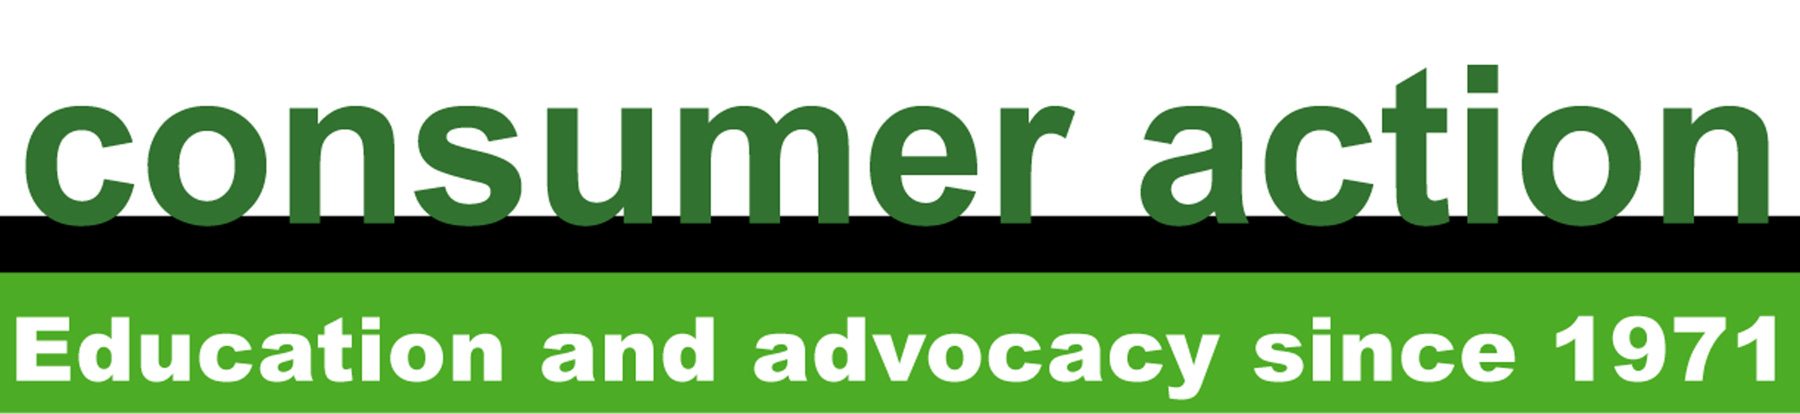 consumer action
Education and advocacy since 1971